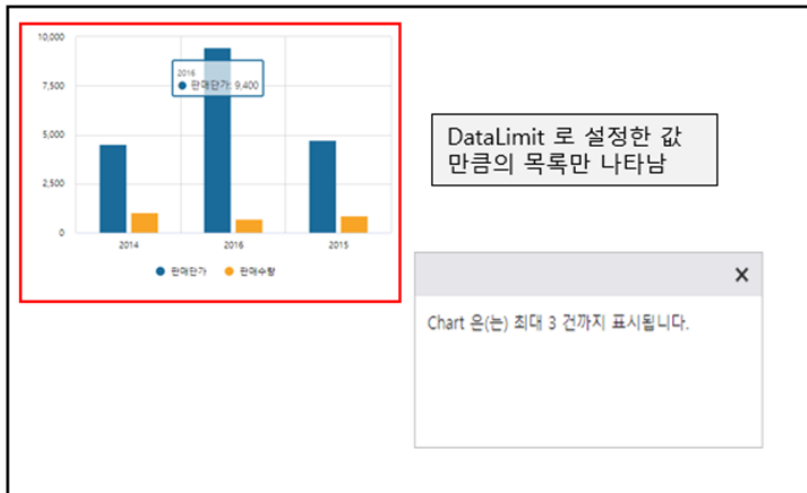 10,000
7,500
5,000
2,500
0
2016
판매단가: 9,400
2014
2016
2015
판매단가
판매수량
DataLimit 로 설정한 값
만큼의 목록만 나타남
X
Chart 은(는) 최대 3 건까지 표시됩니다.